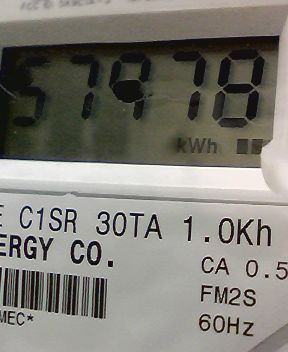 57978
kWh
E C1SR 30TA 1.0Kh
ERGY CO.
CA 0.5
FM2S
MEC*
60Hz